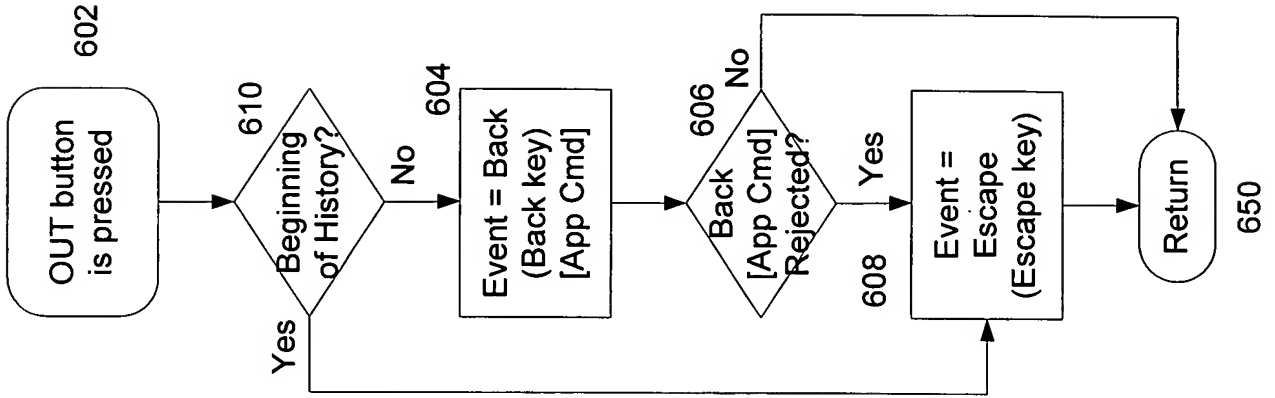 OUT button
is pressed
602
Beginning
of History?
610
Yes
No
Event = Back
(Back key)
[App Cmd]
604
Back
[App Cmd]
Rejected?
606
No
Yes
608
Event =
Escape
(Escape key)
Return
650